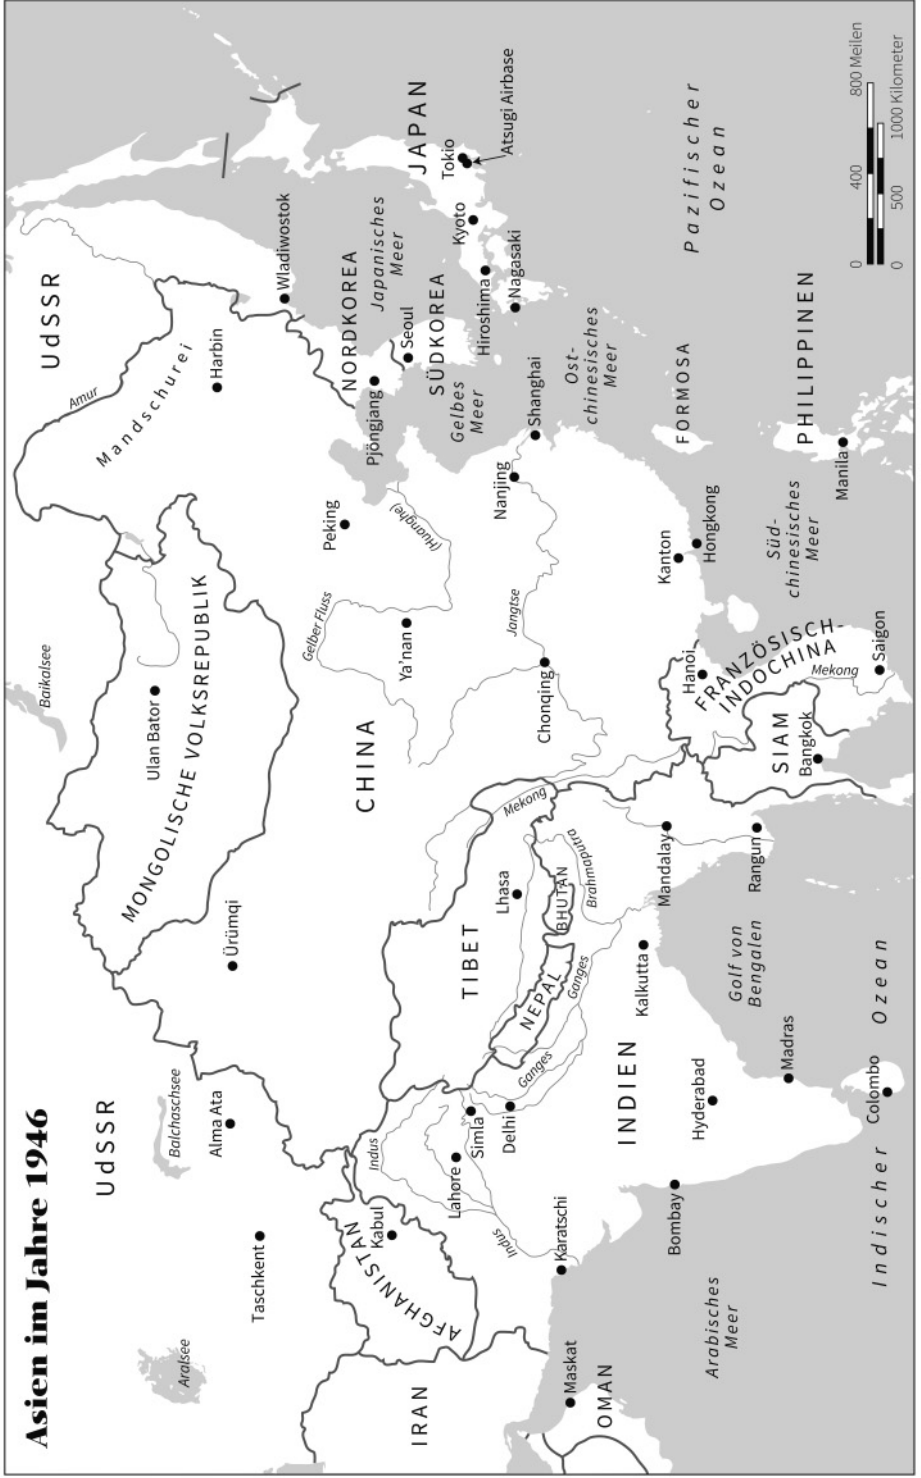 Asien im Jahre 1946
UdSSR
UdSSR
Aralsee
Balchaschsee
Baikalsee
Amur
Taschkent
Alma Ata
Ürümqi
Ulan Bator
MONGOLISCHE VOLKSREPUBLIK
Mandschurei
Harbin
Wladiwostok
IRAN
AFGHANISTAN
Kabul
Indus
Indus
Lahore
Simla
Delhi
Karatschi
Maskat
OMAN
TIBET
Lhasa
NEPAL
BHUTAN
Ganges
Ganges
Brahmaputra
Mekong
CHINA
Peking
Gelber Fluss
(Huanghe)
Ya’nan
Jangtse
Chonqing
Nanjing
Shanghai
Kanton
Hongkong
NORDKOREA
Pjöngjang
Seoul
SÜDKOREA
Japanisches
Meer
Gelbes
Meer
JAPAN
Tokio
Atsugi Airbase
Kyoto
Hiroshima
Nagasaki
Ost-
chinesisches
Meer
FORMOSA
PHILIPPINEN
Manila
Süd-
chinesisches
Meer
Pazifischer
Ozean
INDIEN
Kalkutta
Hyderabad
Bombay
Madras
Colombo
Arabisches
Meer
Golf von
Bengalen
Indischer Ozean
Mandalay
Rangun
SIAM
Bangkok
Hanoi
FRANZÖSISCH-
INDOCHINA
Mekong
Saigon
0 400 800 Meilen
0 500 1000 Kilometer